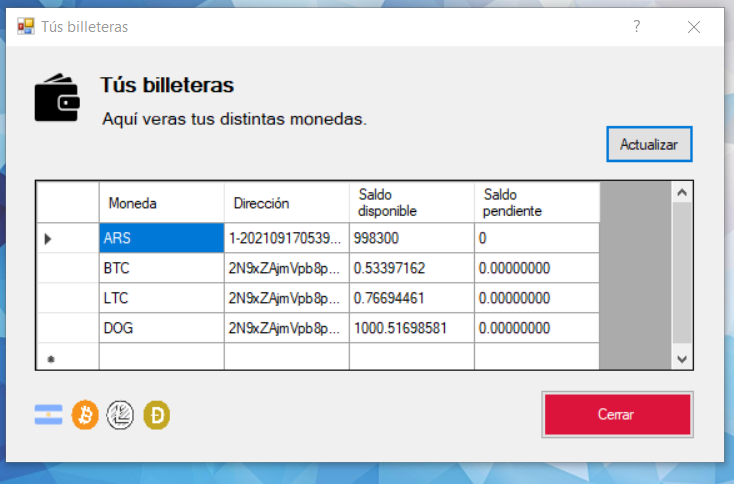 Tús billeteras
?
Tús billeteras
Aquí veras tus distintas monedas.
Actualizar
Moneda Dirección Saldo disponible Saldo pendiente
ARS 1-202109170539... 998300 0
BTC 2N9xZAjmVpb8p... 0.53397162 0.00000000
LTC 2N9xZAjmVpb8p... 0.76694461 0.00000000
DOG 2N9xZAjmVpb8p... 1000.51698581 0.00000000
Cerrar